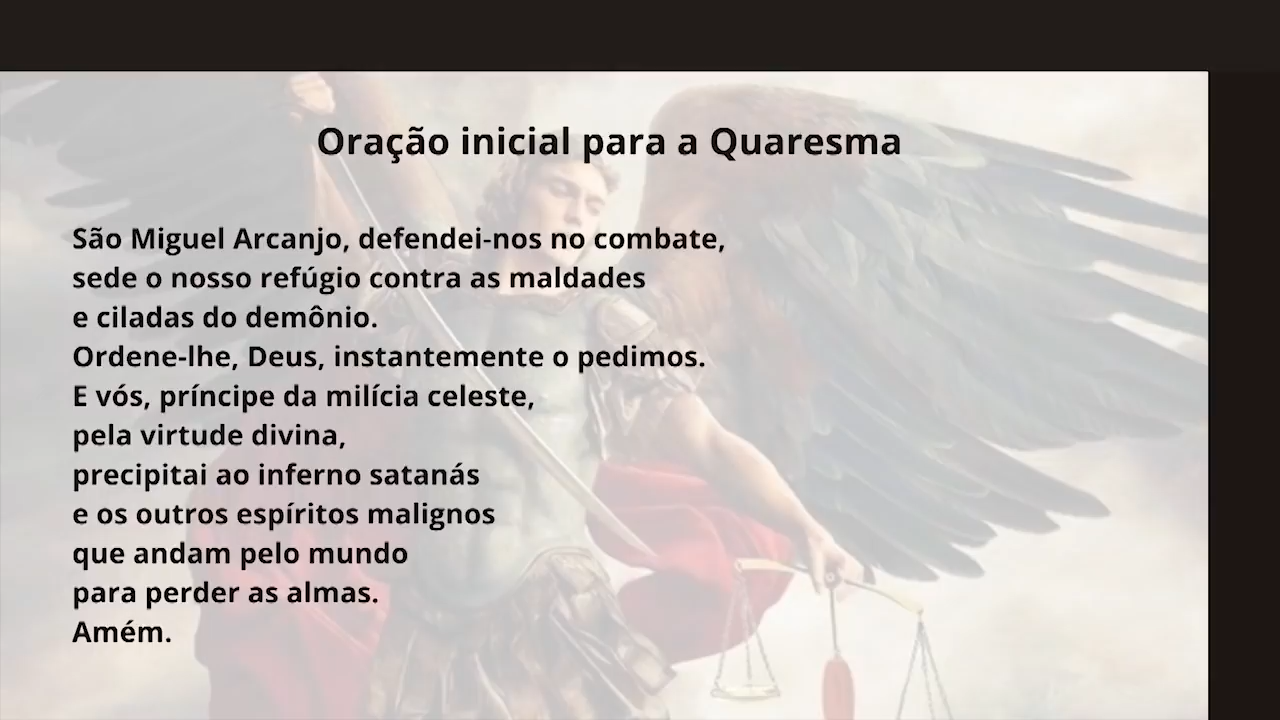 Oração inicial para a Quaresma
São Miguel Arcanjo, defendei-nos no combate,
sede o nosso refúgio contra as maldades
e ciladas do demônio.
Ordene-lhe, Deus, instantemente o pedimos.
E vós, príncipe da milícia celeste,
pela virtude divina,
precipitai ao inferno satanás
e os outros espíritos malignos
que andam pelo mundo
para perder as almas.
Amém.